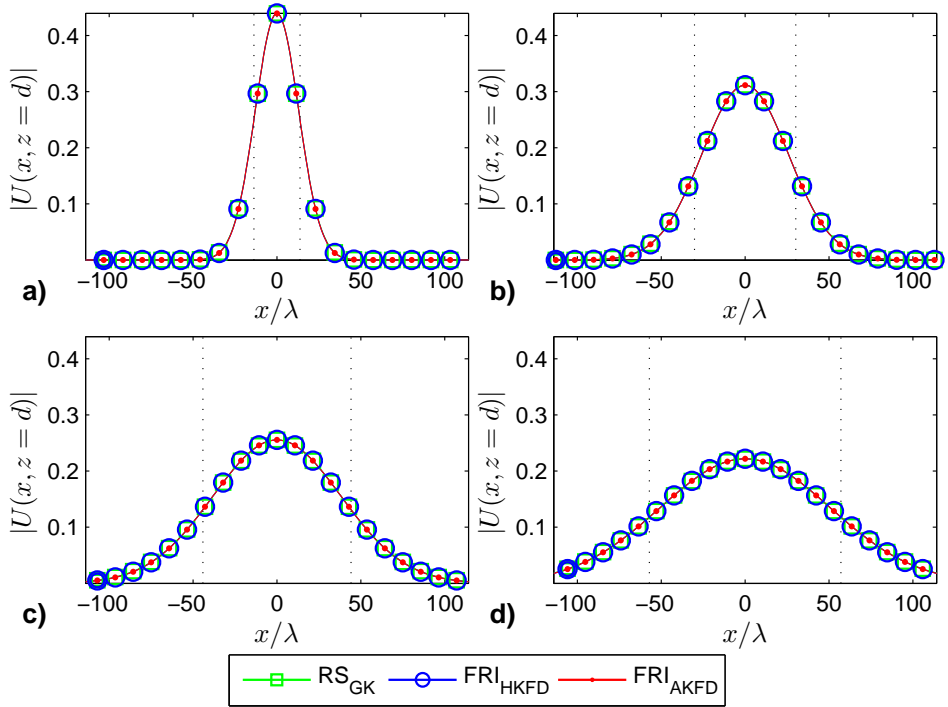 0.4
0.3
0.2
0.1
|U(x, z = d)|
−100 −50 0 50 100
x/λ
a)
0.4
0.3
0.2
0.1
|U(x, z = d)|
−100 −50 0 50 100
x/λ
b)
0.4
0.3
0.2
0.1
|U(x, z = d)|
−100 −50 0 50 100
x/λ
c)
0.4
0.3
0.2
0.1
|U(x, z = d)|
−100 −50 0 50 100
x/λ
d)
RS_GK FRI_HKFD FRI_AKFD